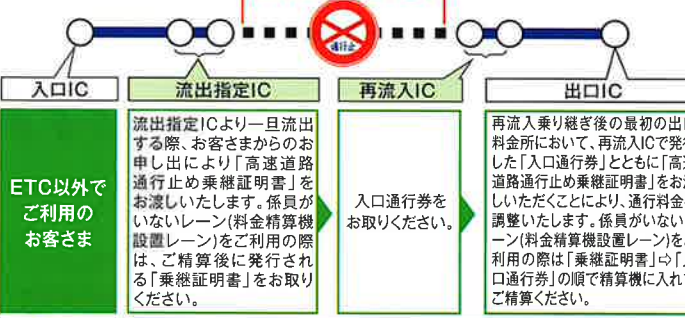 通行止
入口IC
流出指定IC
再流入IC
出口IC
ETC以外で
ご利用の
お客さま
流出指定ICより一旦流出
する際、お客さまからのお
申し出により「高速道路
通行止め乗継証明書」を
お渡しいたします。係員が
いないレーン(料金精算機
設置レーン)をご利用の際
は、ご精算後に発行され
る「乗継証明書」をお取り
ください。
入口通行券を
お取りください。
再流入乗り継ぎ後の最初の出
料金所において、再流入ICで発
した「入口通行券」とともに「高
道路通行止め乗継証明書」をお
しいただくことにより、通行料金
調整いたします。係員がいない
ーン(料金精算機設置レーン)を
利用の際は「乗継証明書」⇨「
口通行券」の順で精算機に入れ
ご精算ください。